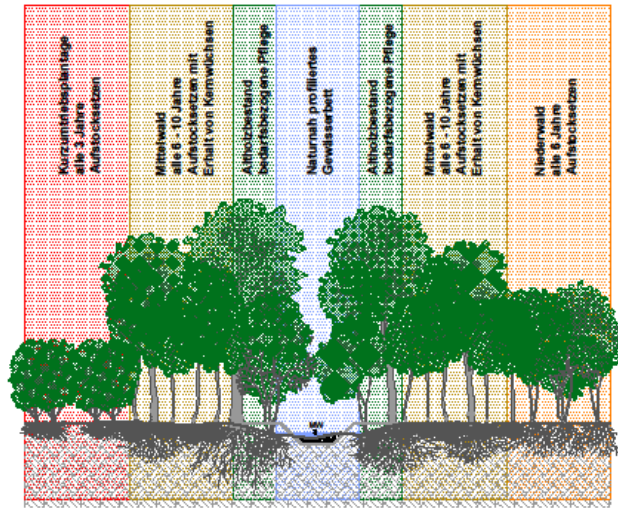 Kurzumtriebsplantage
alle 3 Jahre
Aufstocksetzen
Mittelwald
alle 6 - 10 Jahre
Aufstocksetzen mit
Erhalt von Kernwüchsen
Altholzbestand
bedarfsbezogene Pflege
Naturnah profiliertes
Gewässerbett
Altholzbestand
bedarfsbezogene Pflege
Mittelwald
alle 6 - 10 Jahre
Aufstocksetzen mit
Erhalt von Kernwüchsen
Niederwald
alle 6 Jahre
Aufstocksetzen
MW